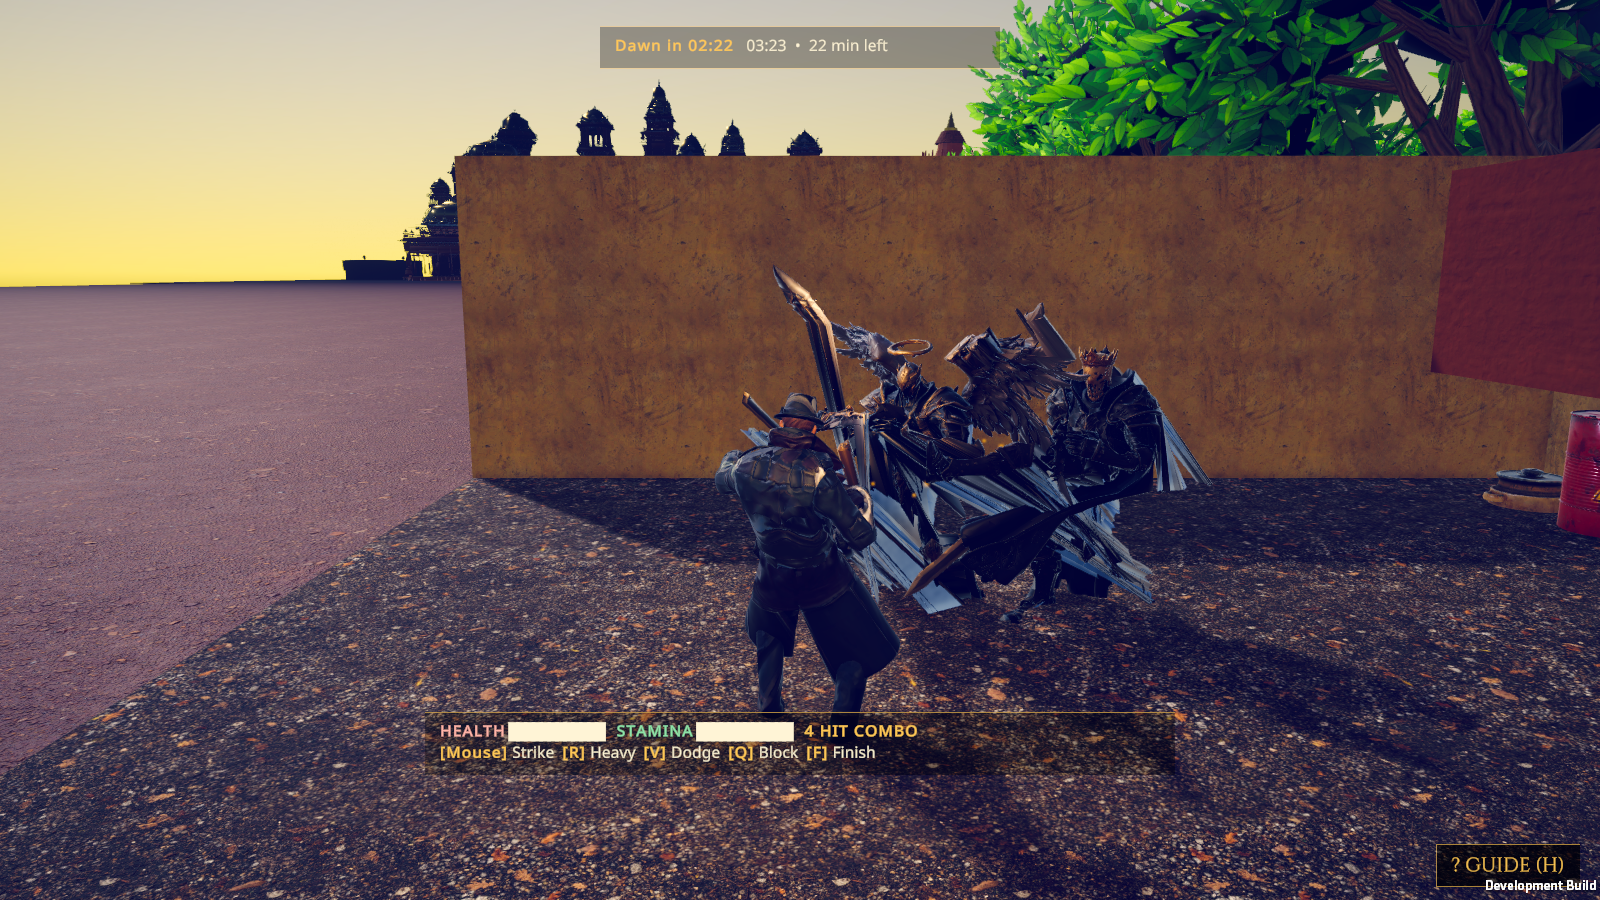 Dawn in 02:22 03:23 • 22 min left
HEALTH STAMINA 4 HIT COMBO
[Mouse] Strike [R] Heavy [V] Dodge [Q] Block [F] Finish
? GUIDE (H)
Development Build